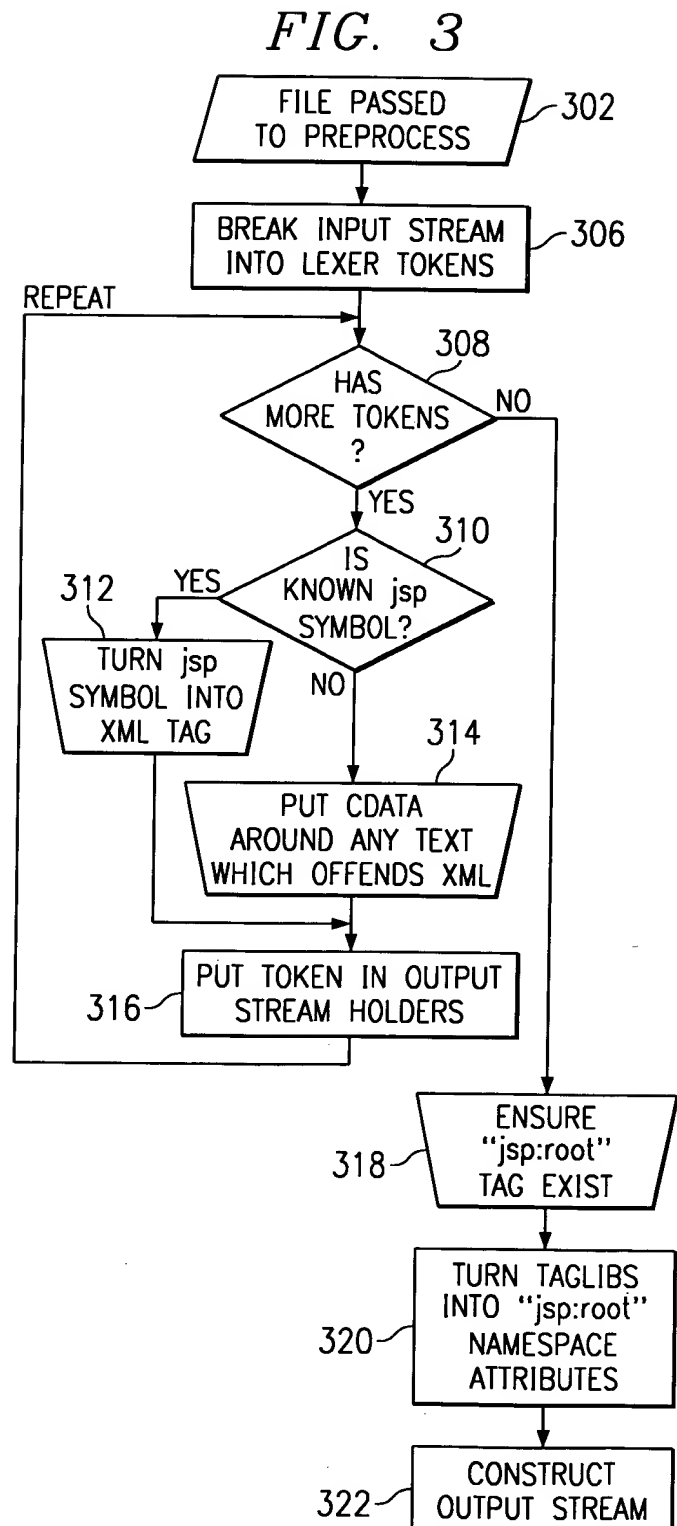 FIG. 3
FILE PASSED
TO PREPROCESS
302
BREAK INPUT STREAM
INTO LEXER TOKENS
306
REPEAT
308
HAS
MORE TOKENS
?
NO
YES
310
IS
KNOWN jsp
SYMBOL?
YES
312
TURN jsp
SYMBOL INTO
XML TAG
NO
314
PUT CDATA
AROUND ANY TEXT
WHICH OFFENDS XML
PUT TOKEN IN OUTPUT
STREAM HOLDERS
316
ENSURE
“jsp:root”
TAG EXIST
318
TURN TAGLIBS
INTO “jsp:root”
NAMESPACE
ATTRIBUTES
320
CONSTRUCT
OUTPUT STREAM
322